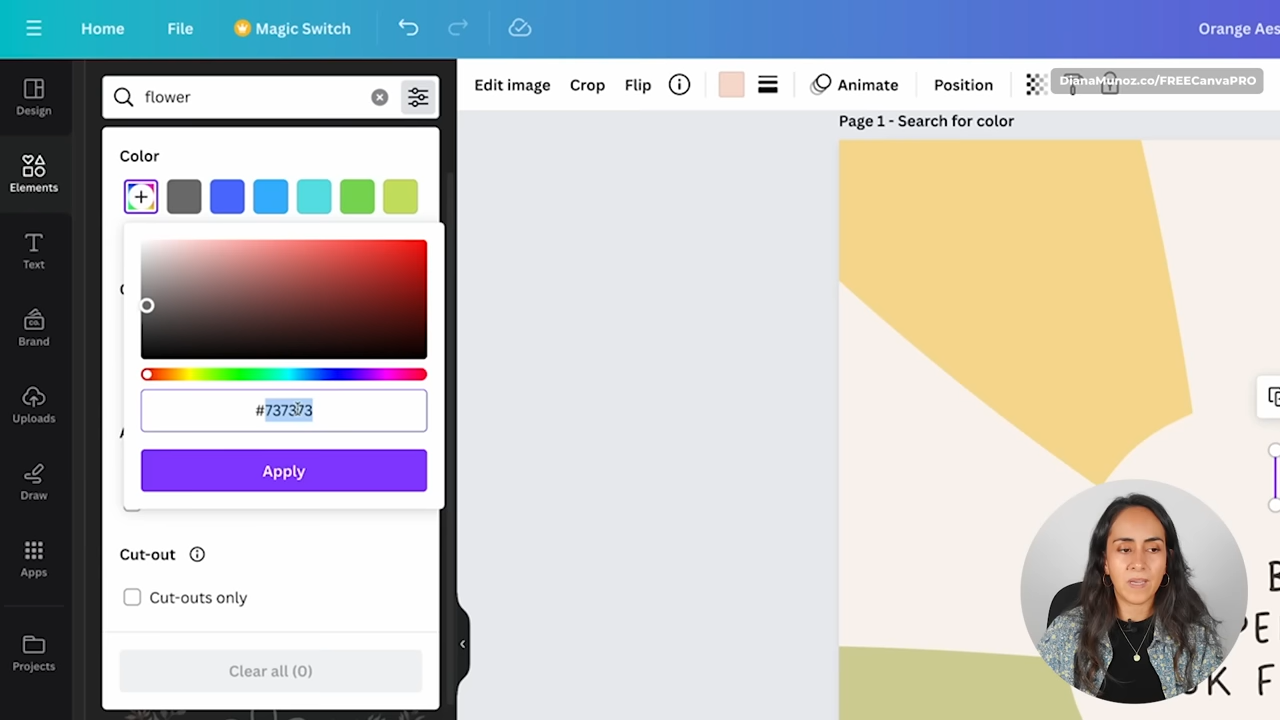 Home File Magic Switch Orange Aes
Design
Elements
Text
Brand
CO.
Uploads
Draw
Apps
Projects
flower
Color
#737373
Apply
Cut-out
Cut-outs only
Clear all (0)
Edit image Crop Flip Animate Position
DianaMunoz.co/FREECanvaPRO
Page 1 - Search for color